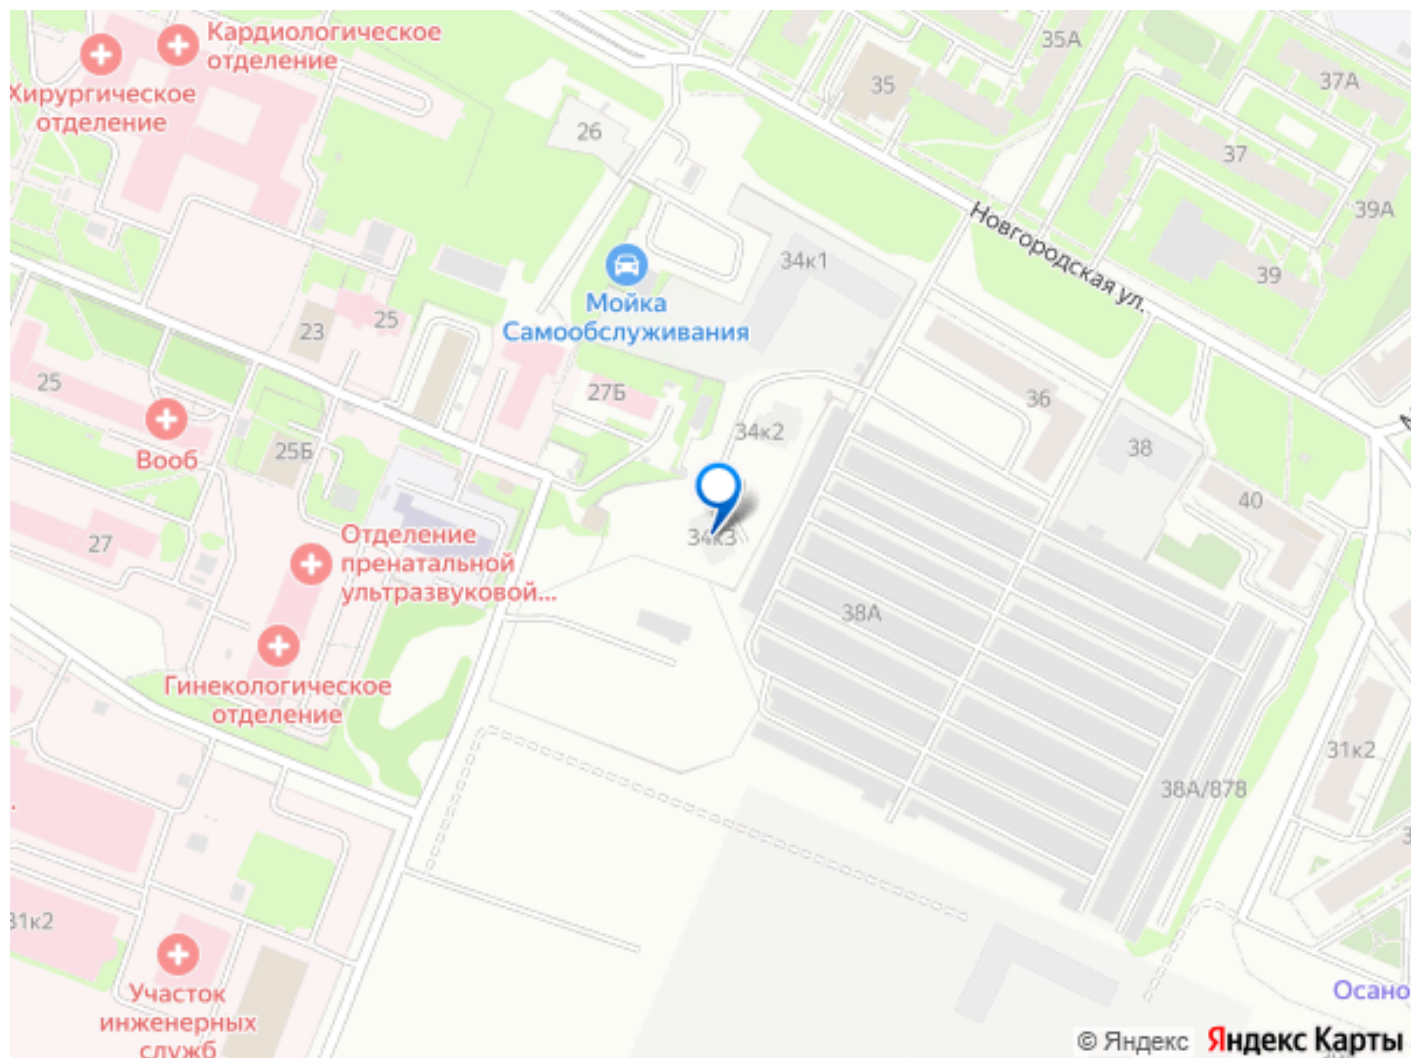 Кардиологическое
отделение
Хирургическое
отделение
35А
35
37А
26
37
39А
Новгородская ул.
34к1
39
Мойка
Самообслуживания
23
25
25
27Б
36
34к2
Вооб
25Б
38
40
27
34к3
Отделение
пренатальной
ультразвуковой...
38А
Гинекологическое
отделение
31к2
38А/878
31к2
Участок
инженерных
служб
Осано
© Яндекс Яндекс Карты